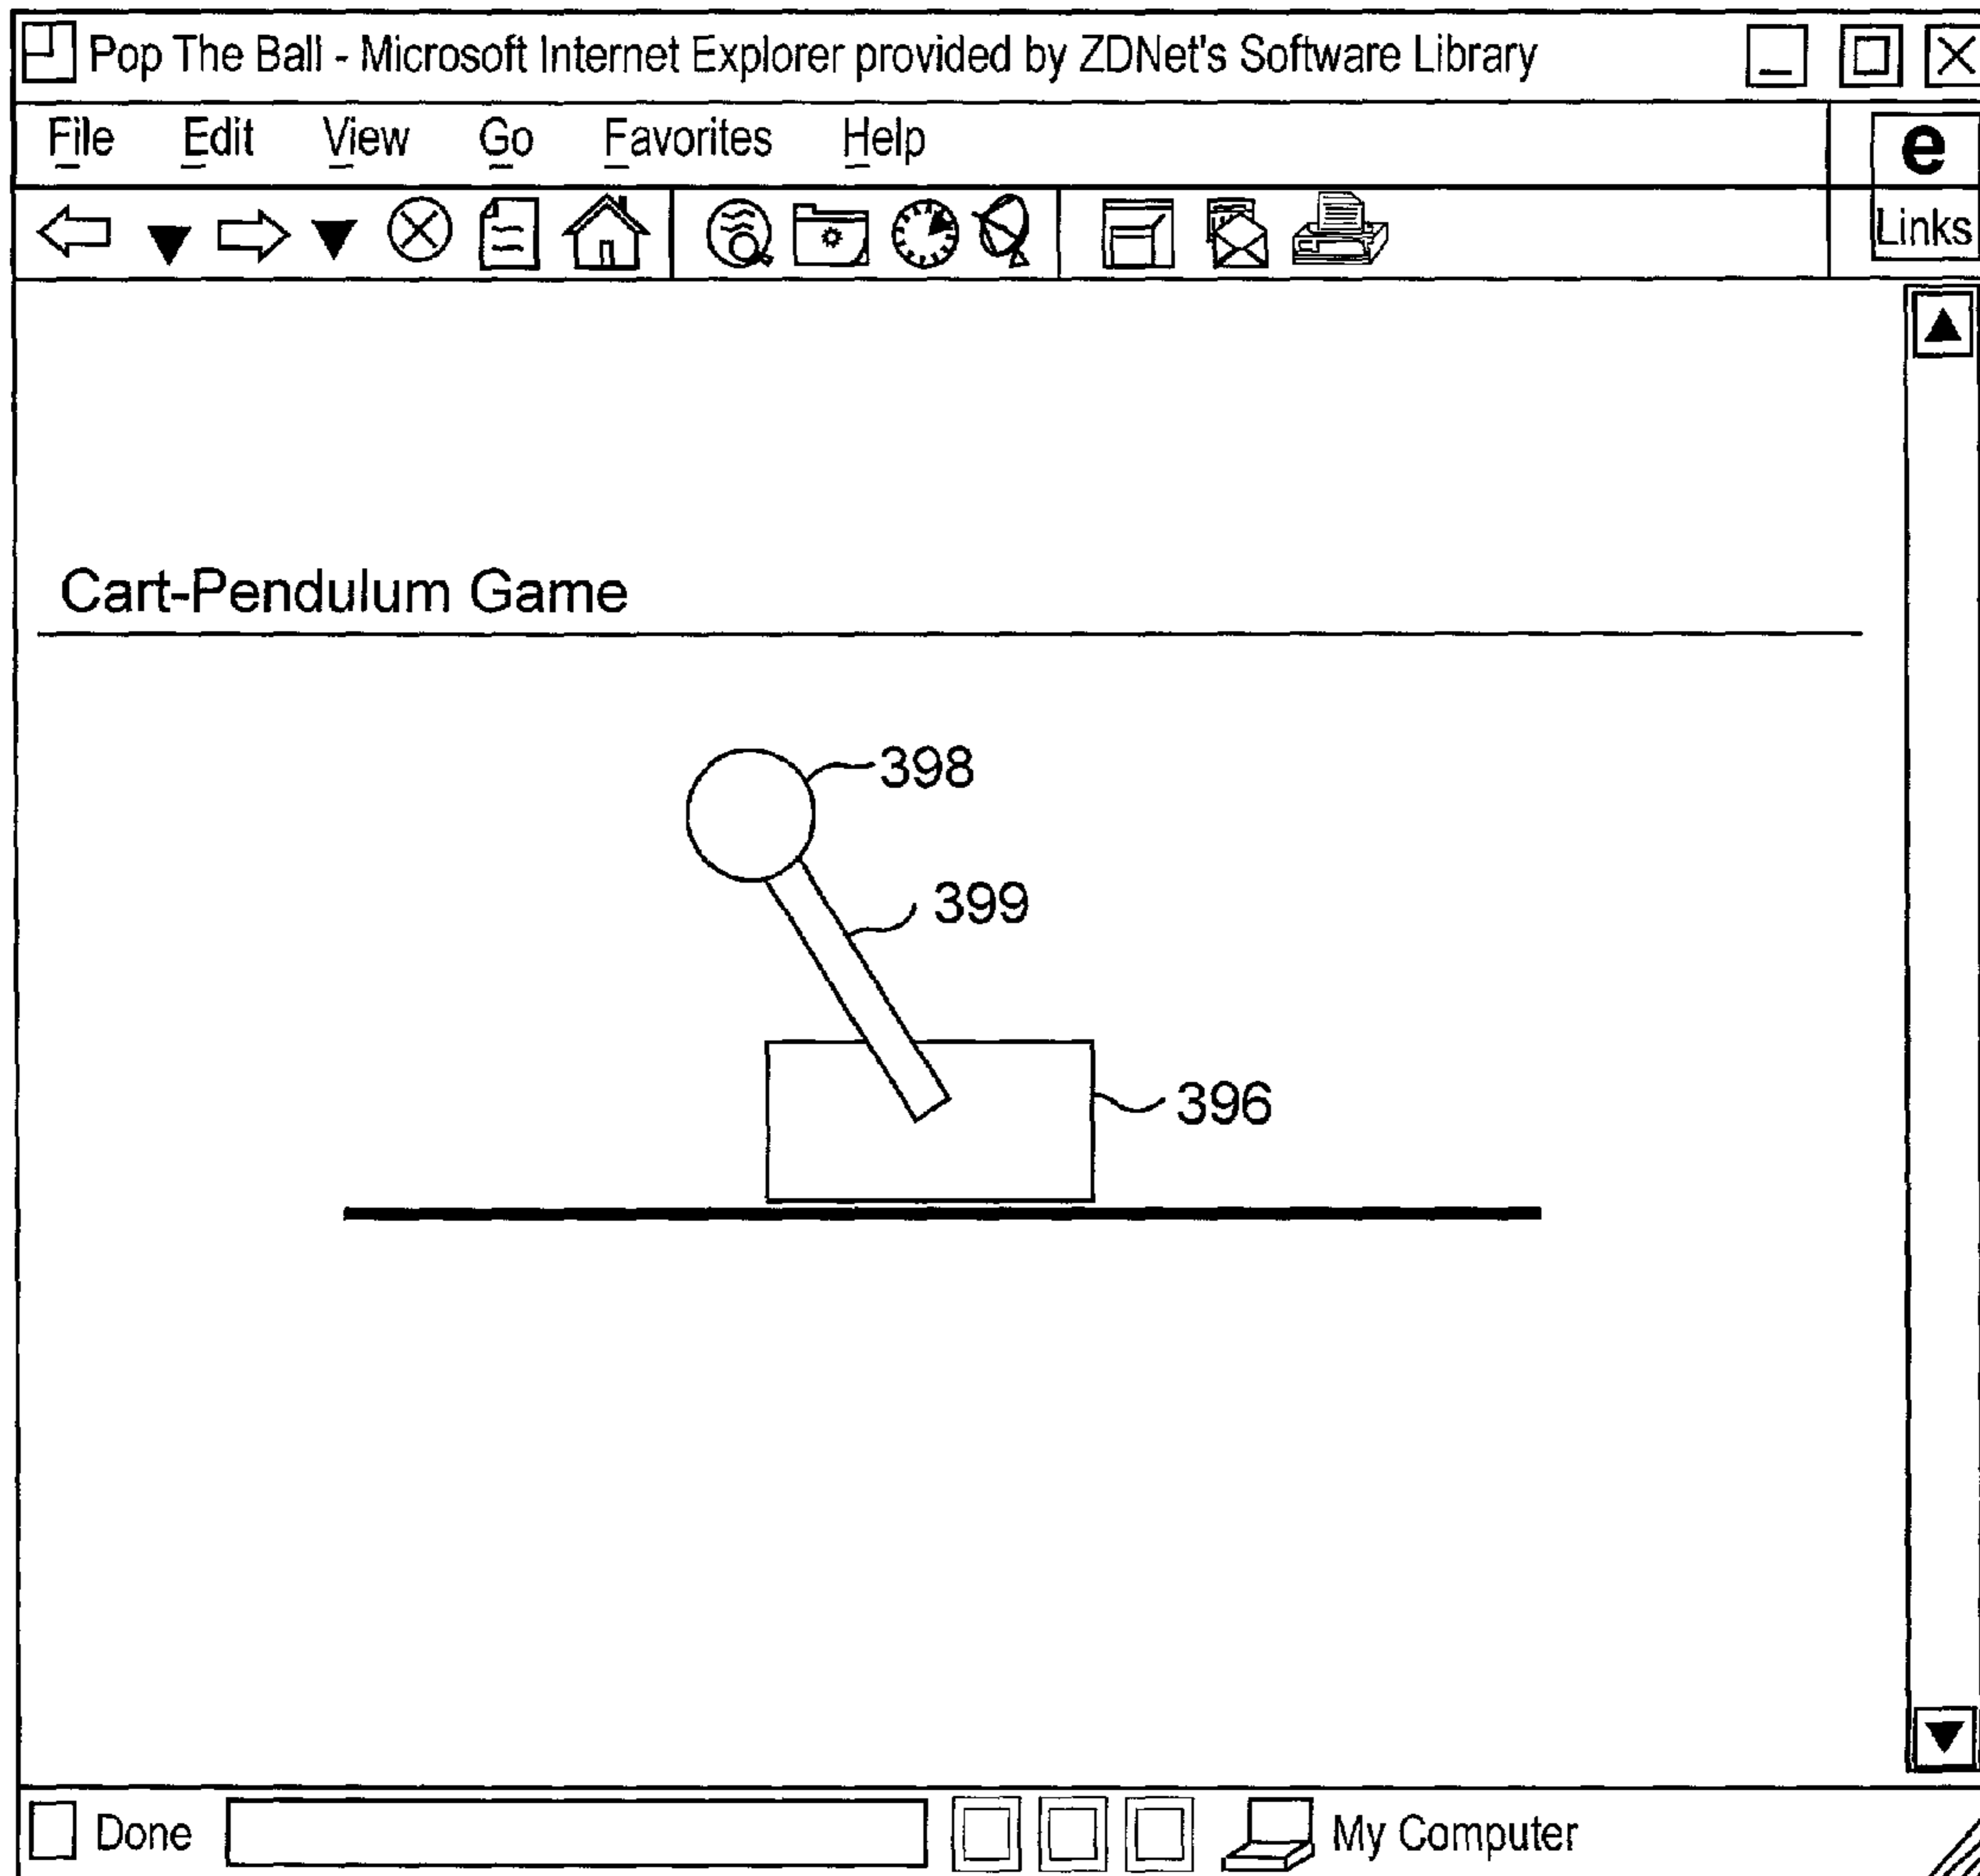 Pop The Ball - Microsoft Internet Explorer provided by ZDNet's Software Library
File Edit View Go Favorites Help
e
Links
Cart-Pendulum Game
398
399
396
Done
My Computer